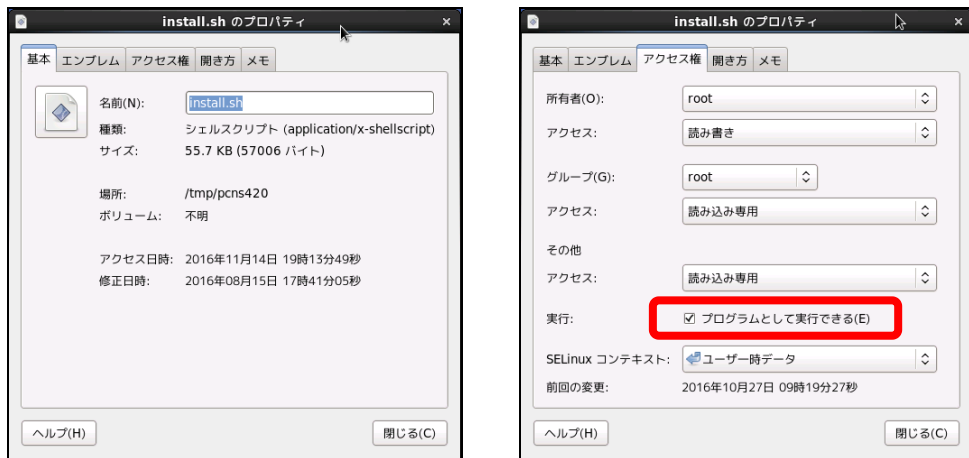 install.sh のプロパティ
基本 エンブレム アクセス権 開き方 メモ
名前(N): install.sh
種類: シェルスクリプト (application/x-shellscript)
サイズ: 55.7 KB (57006 バイト)
場所: /tmp/pcns420
ボリューム: 不明
アクセス日時: 2016年11月14日 19時13分49秒
修正日時: 2016年08月15日 17時41分05秒
ヘルプ(H) 閉じる(C)
install.sh のプロパティ
基本 エンブレム アクセス権 開き方 メモ
所有者(O): root
アクセス: 読み書き
グループ(G): root
アクセス: 読み込み専用
その他
アクセス: 読み込み専用
実行: プログラムとして実行できる(E)
SELinux コンテキスト: ユーザー時データ
前回の変更: 2016年10月27日 09時19分27秒
ヘルプ(H) 閉じる(C)